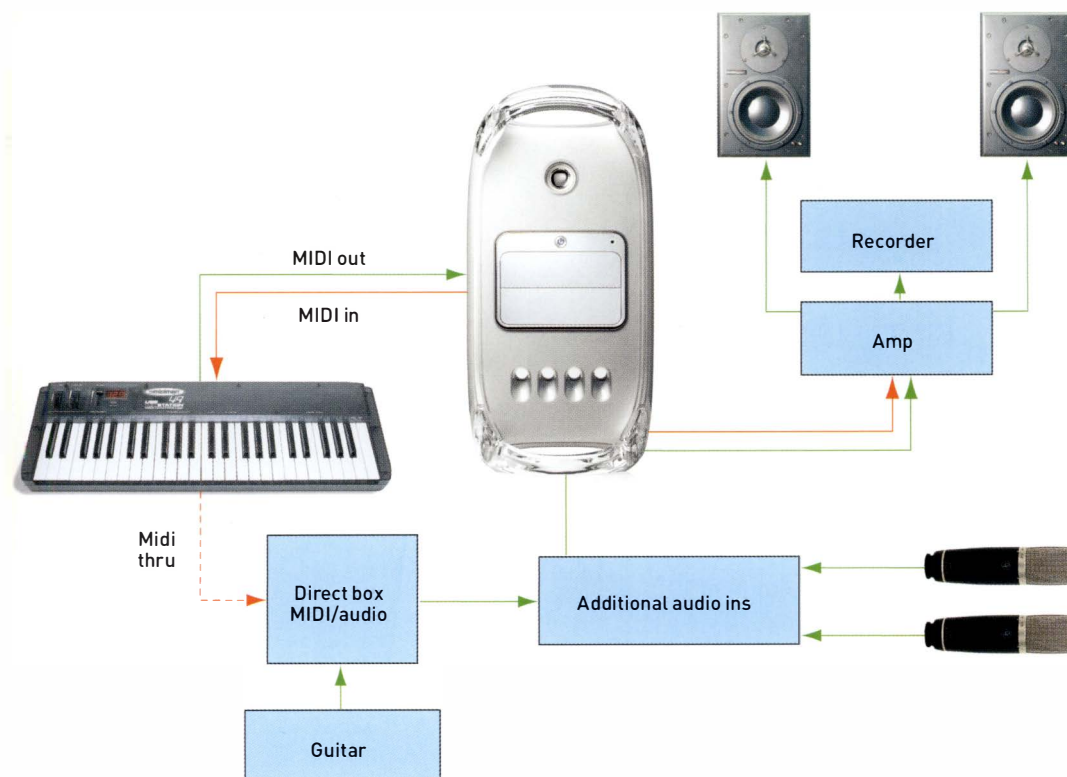 Recorder
MIDI out
MIDI in
Amp
Midi
thru
Direct box
MIDI/audio
Additional audio ins
Guitar